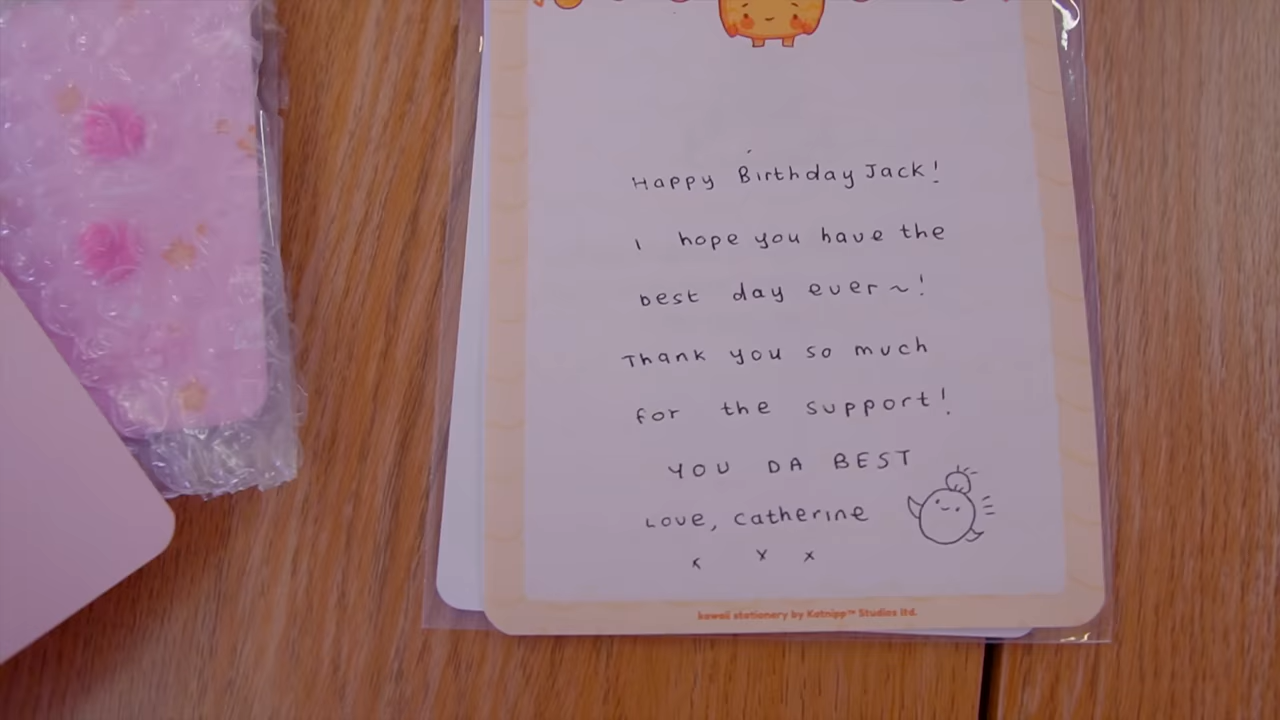 Happy Birthday Jack!
I hope you have the
best day ever~!
Thank you so much
for the support!
YOU DA BEST
Love, Catherine
x x x
kawaii stationery by Katnipp™ Studios ltd.